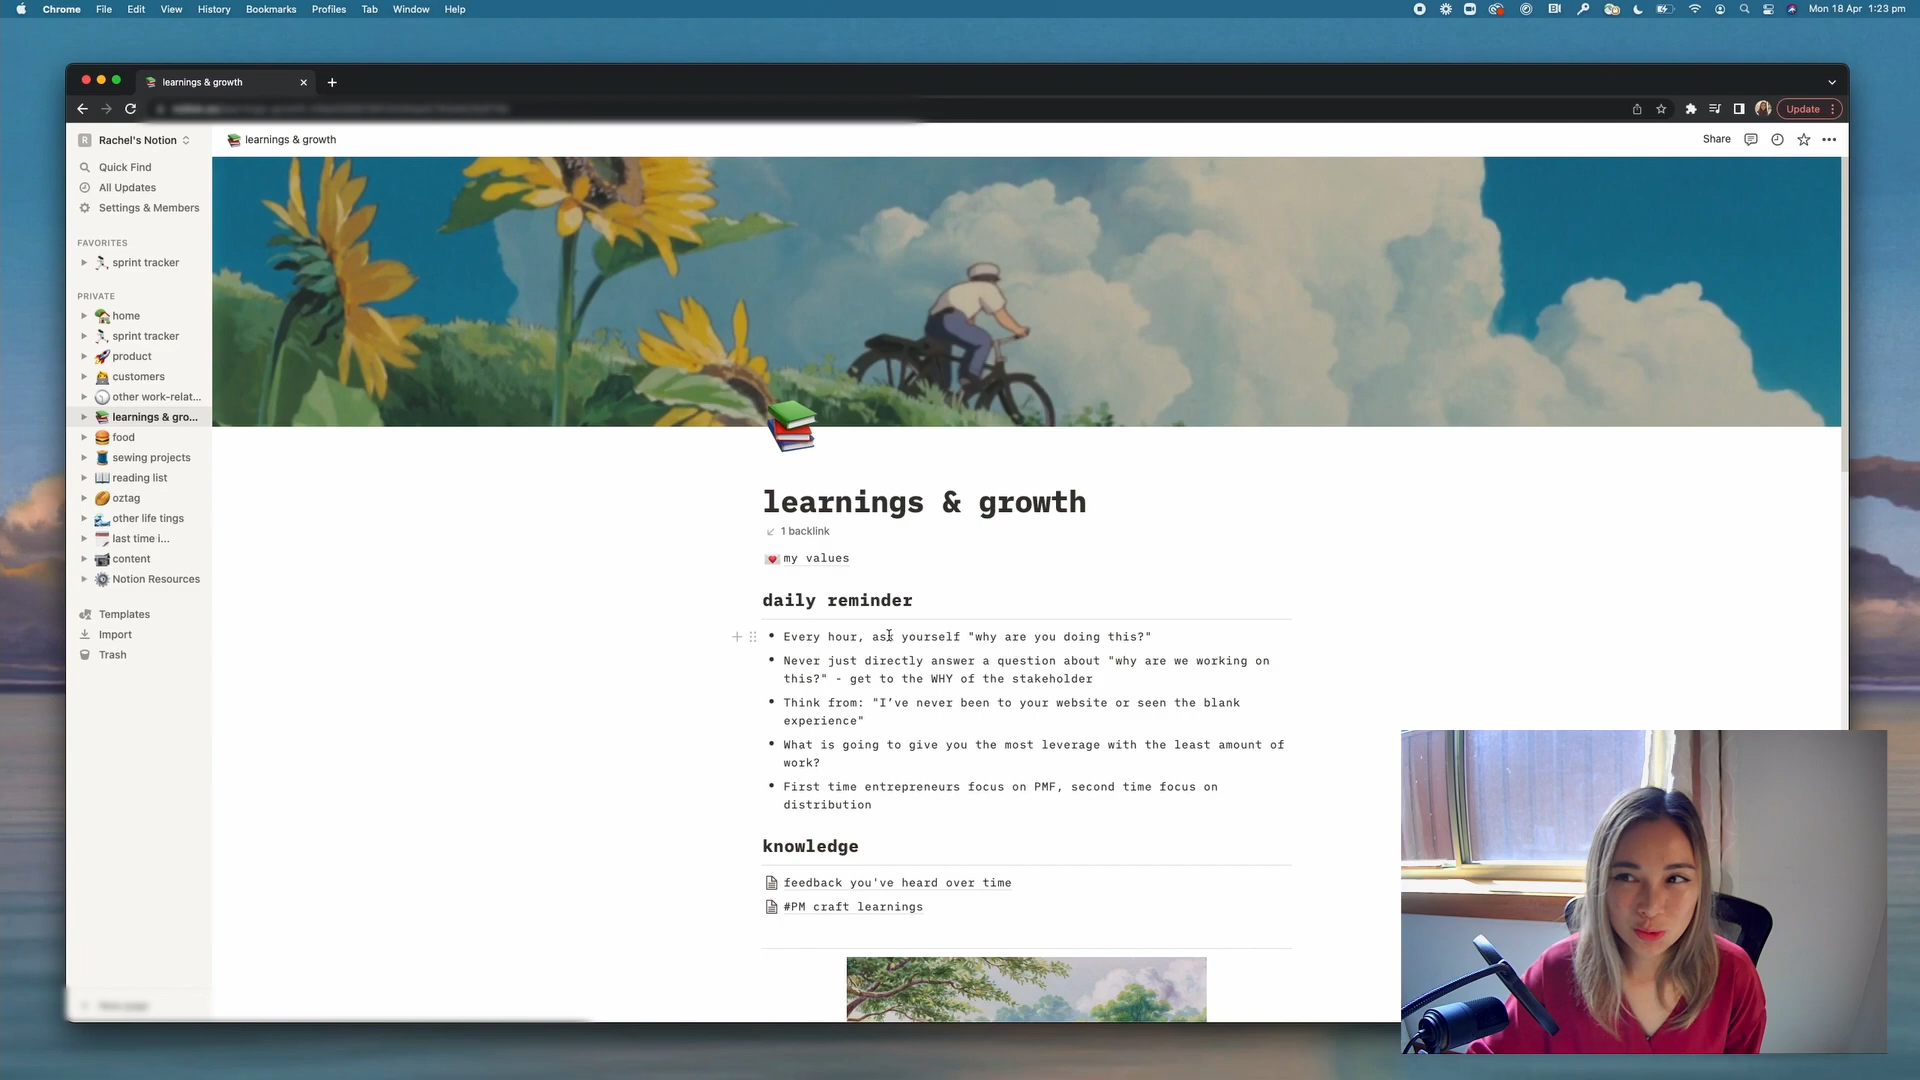 Chrome File Edit View History Bookmarks Profiles Tab Window Help Mon 18 Apr 1:23 pm
learnings & growth
Update
R Rachel's Notion
learnings & growth
Share
Quick Find
All Updates
Settings & Members
FAVORITES
sprint tracker
PRIVATE
home
sprint tracker
product
customers
other work-relat...
learnings & gro...
food
sewing projects
reading list
oztag
other life tings
last time i...
content
Notion Resources
Templates
Import
Trash
learnings & growth
1 backlink
my values
daily reminder
• Every hour, ask yourself "why are you doing this?"
• Never just directly answer a question about "why are we working on
this?" - get to the WHY of the stakeholder
• Think from: "I’ve never been to your website or seen the blank
experience"
• What is going to give you the most leverage with the least amount of
work?
• First time entrepreneurs focus on PMF, second time focus on
distribution
knowledge
feedback you've heard over time
#PM craft learnings